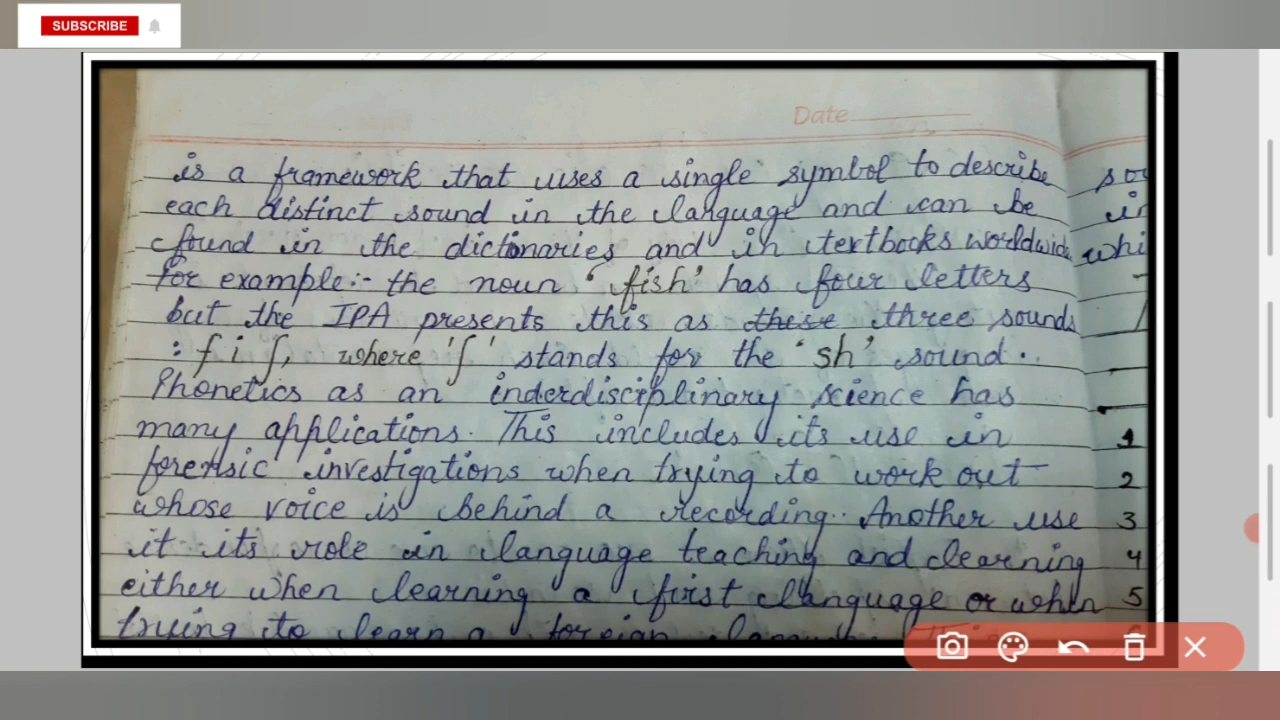 SUBSCRIBE
Date
is a framework that uses a single symbol to describe
each distinct sound in the language and can be
found in the dictionaries and in textbooks worldwide
for example:- the noun 'fish' has four letters
but the IPA presents this as these three sounds
: f i ʃ, where 'ʃ' stands for the 'sh' sound.
Phonetics as an inderdisciplinary science has
many applications. This includes its use in
forensic investigations when trying to work out
whose voice is behind a recording. Another use
it its role in language teaching and learning
either when learning a first language or when
trying to learn a foreign
whi
1
2
3
4
5